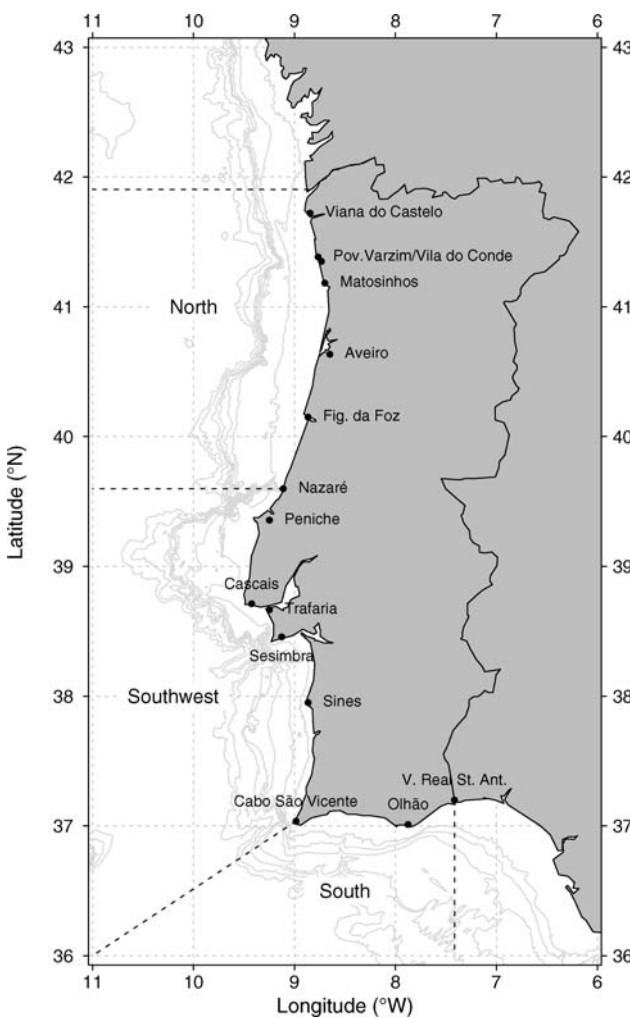 11 10 9 8 7 6
43 43
42 42
Viana do Castelo
Pov.Varzim/Vila do Conde
Matosinhos
41 41
North
Aveiro
Fig. da Foz
40 40
Nazaré
Peniche
Latitude (°N)
39 39
Cascais
Trafaria
Sesimbra
38 38
Southwest
Sines
V. Real St. Ant.
Cabo São Vicente Olhão
37 37
South
36 36
11 10 9 8 7 6
Longitude (°W)